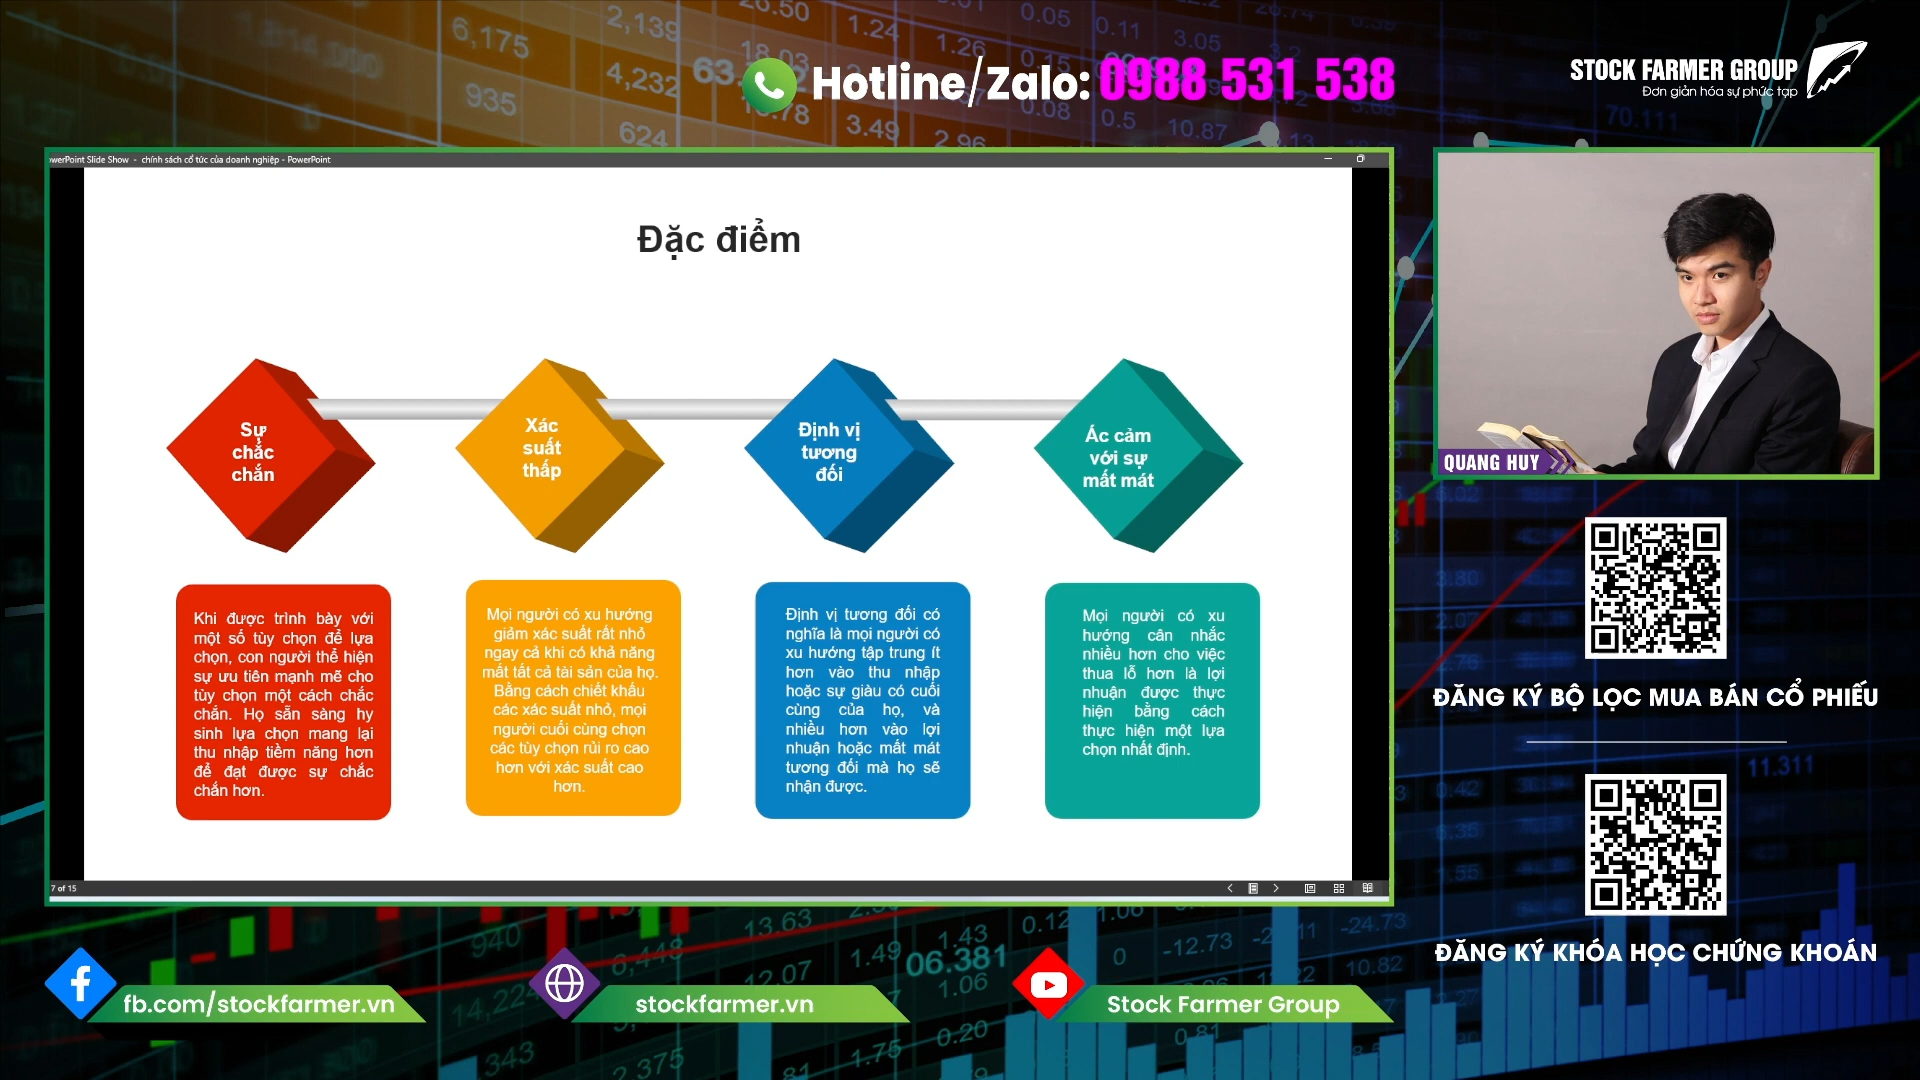 Hotline/Zalo: 0988 531 538
STOCK FARMER GROUP
Đơn giản hóa sự phức tạp
owerPoint Slide Show - chính sách cổ tức của doanh nghiệp - PowerPoint
Đặc điểm
Sự
chắc
chắn
Xác
suất
thấp
Định vị
tương
đối
Ác cảm
với sự
mất mát
Khi được trình bày với
một số tùy chọn để lựa
chọn, con người thể hiện
sự ưu tiên mạnh mẽ cho
tùy chọn một cách chắc
chắn. Họ sẵn sàng hy
sinh lựa chọn mang lại
thu nhập tiềm năng hơn
để đạt được sự chắc
chắn hơn.
Mọi người có xu hướng
giảm xác suất rất nhỏ
ngay cả khi có khả năng
mất tất cả tài sản của họ.
Bằng cách chiết khấu
các xác suất nhỏ, mọi
người cuối cùng chọn
các tùy chọn rủi ro cao
hơn với xác suất cao
hơn.
Định vị tương đối có
nghĩa là mọi người có
xu hướng tập trung ít
hơn vào thu nhập
hoặc sự giàu có cuối
cùng của họ, và
nhiều hơn vào lợi
nhuận hoặc mất mát
tương đối mà họ sẽ
nhận được.
Mọi người có xu
hướng cân nhắc
nhiều hơn cho việc
thua lỗ hơn là lợi
nhuận được thực
hiện bằng cách
thực hiện một lựa
chọn nhất định.
7 of 15
QUANG HUY
ĐĂNG KÝ BỘ LỌC MUA BÁN CỔ PHIẾU
ĐĂNG KÝ KHÓA HỌC CHỨNG KHOÁN
fb.com/stockfarmer.vn
stockfarmer.vn
Stock Farmer Group